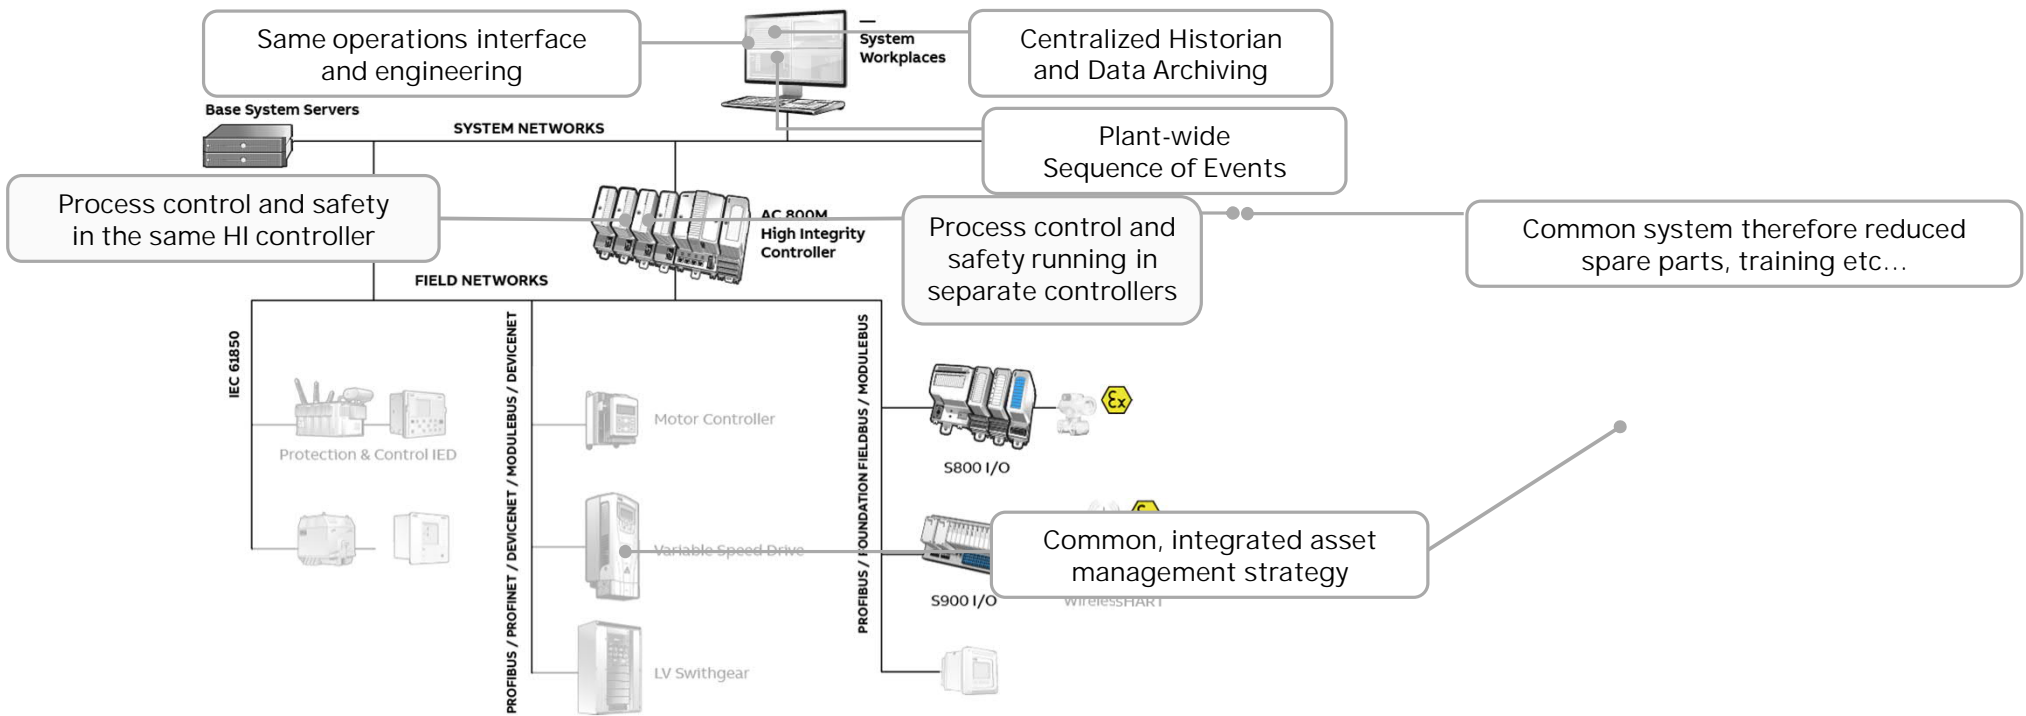 Same operations interface
and engineering
System
Workplaces
Centralized Historian
and Data Archiving
Base System Servers
SYSTEM NETWORKS
Plant-wide
Sequence of Events
Process control and safety
in the same HI controller
AC 800M
High Integrity
Controller
Process control and
safety running in
separate controllers
Common system therefore reduced
spare parts, training etc...
FIELD NETWORKS
IEC 61850
PROFIBUS / PROFINET / DEVICENET / MODULEBUS / DEVICENET
PROFIBUS / FOUNDATION FIELDBUS / MODULEBUS
Protection & Control IED
Motor Controller
Variable Speed Drive
LV Swithgear
Ex
S800 I/O
Common, integrated asset
management strategy
S900 I/O
WirelessHART